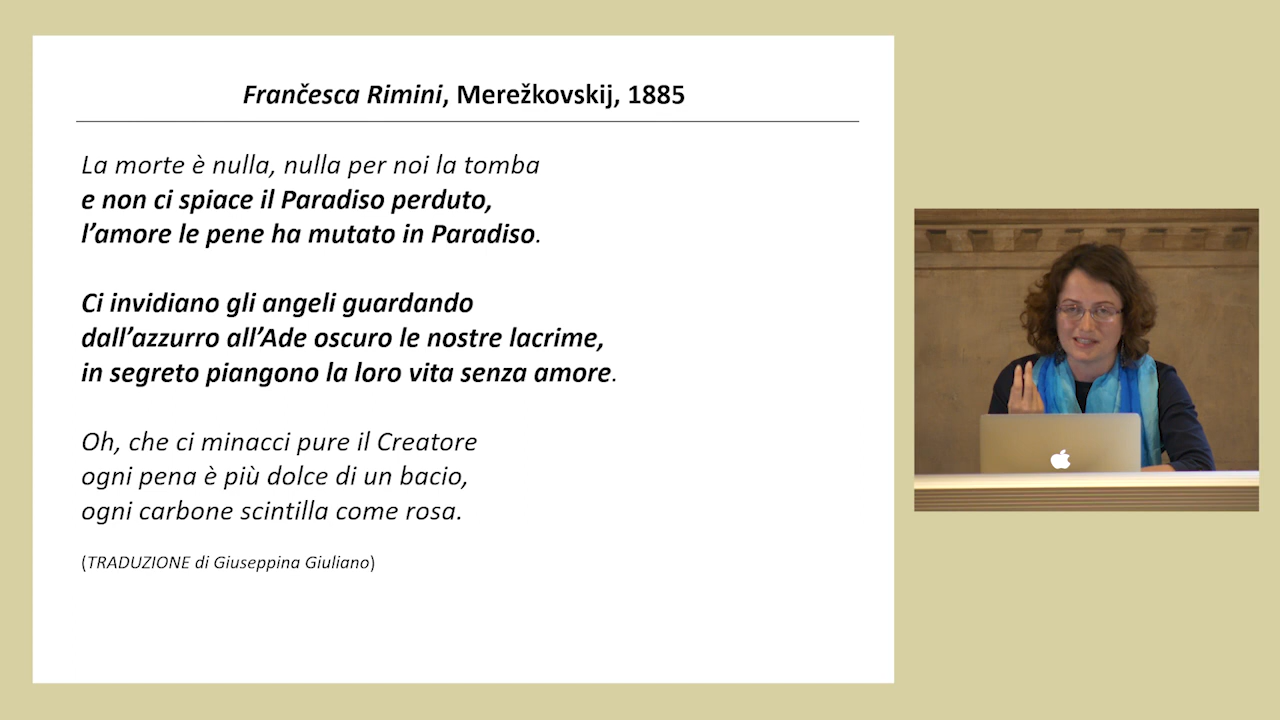 Frančesca Rimini, Merežkovskij, 1885
La morte è nulla, nulla per noi la tomba
e non ci spiace il Paradiso perduto,
l’amore le pene ha mutato in Paradiso.
Ci invidiano gli angeli guardando
dall’azzurro all’Ade oscuro le nostre lacrime,
in segreto piangono la loro vita senza amore.
Oh, che ci minacci pure il Creatore
ogni pena è più dolce di un bacio,
ogni carbone scintilla come rosa.
(TRADUZIONE di Giuseppina Giuliano)